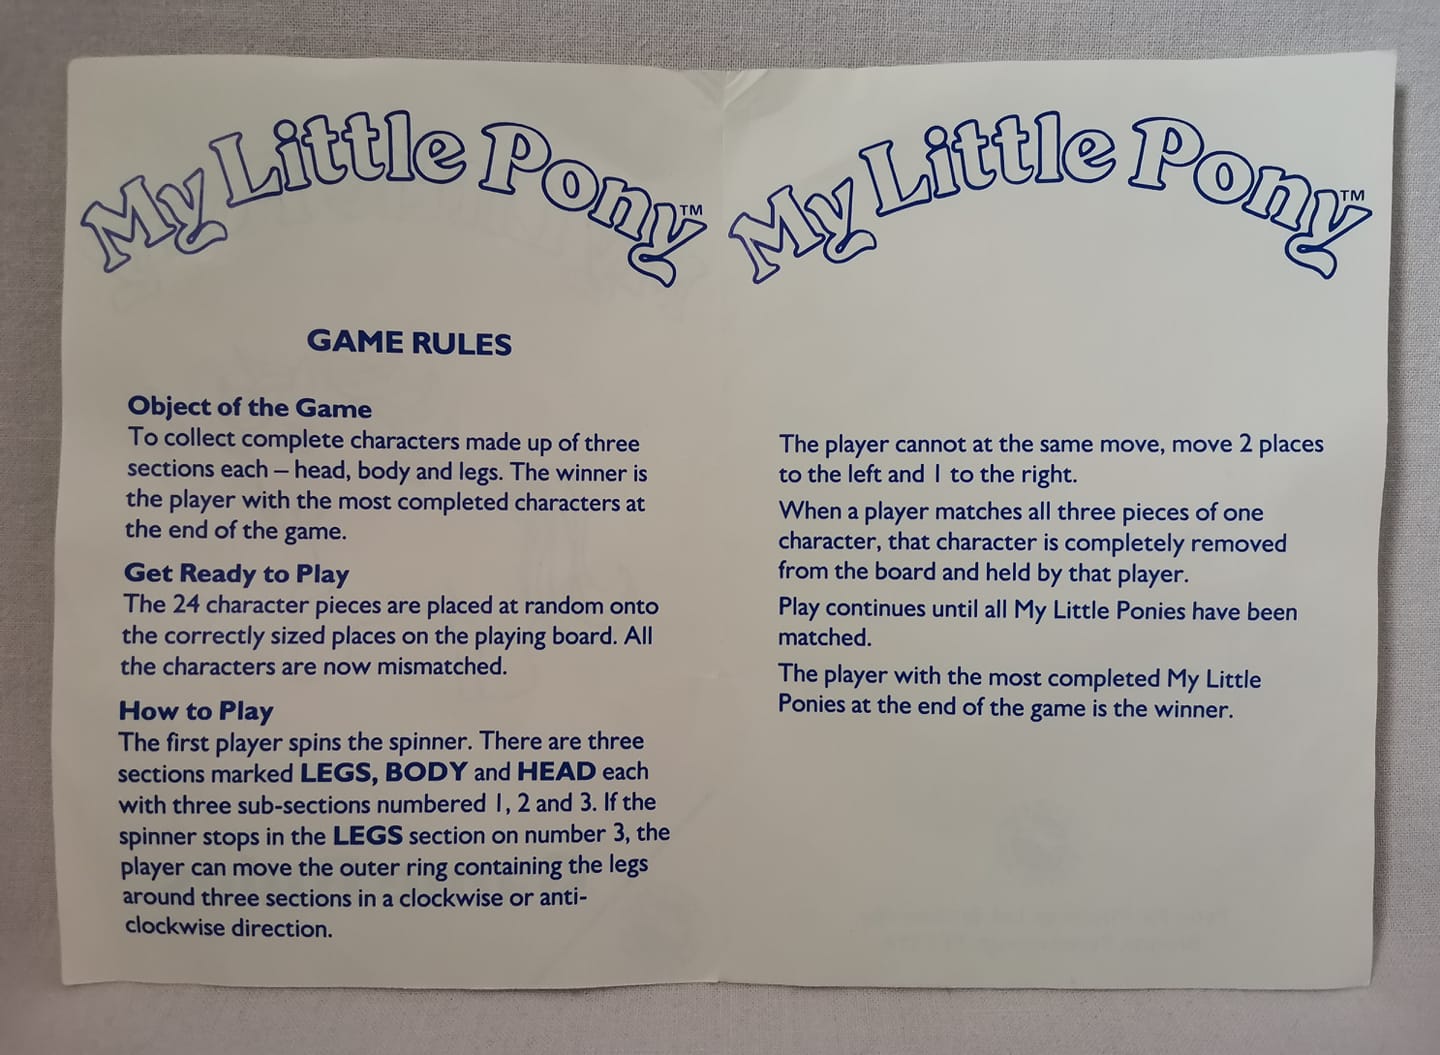 My Little Pony™
GAME RULES
Object of the Game
To collect complete characters made up of three
sections each – head, body and legs. The winner is
the player with the most completed characters at
the end of the game.
Get Ready to Play
The 24 character pieces are placed at random onto
the correctly sized places on the playing board. All
the characters are now mismatched.
How to Play
The first player spins the spinner. There are three
sections marked LEGS, BODY and HEAD each
with three sub-sections numbered 1, 2 and 3. If the
spinner stops in the LEGS section on number 3, the
player can move the outer ring containing the legs
around three sections in a clockwise or anti-
clockwise direction.
My Little Pony™
The player cannot at the same move, move 2 places
to the left and 1 to the right.
When a player matches all three pieces of one
character, that character is completely removed
from the board and held by that player.
Play continues until all My Little Ponies have been
matched.
The player with the most completed My Little
Ponies at the end of the game is the winner.